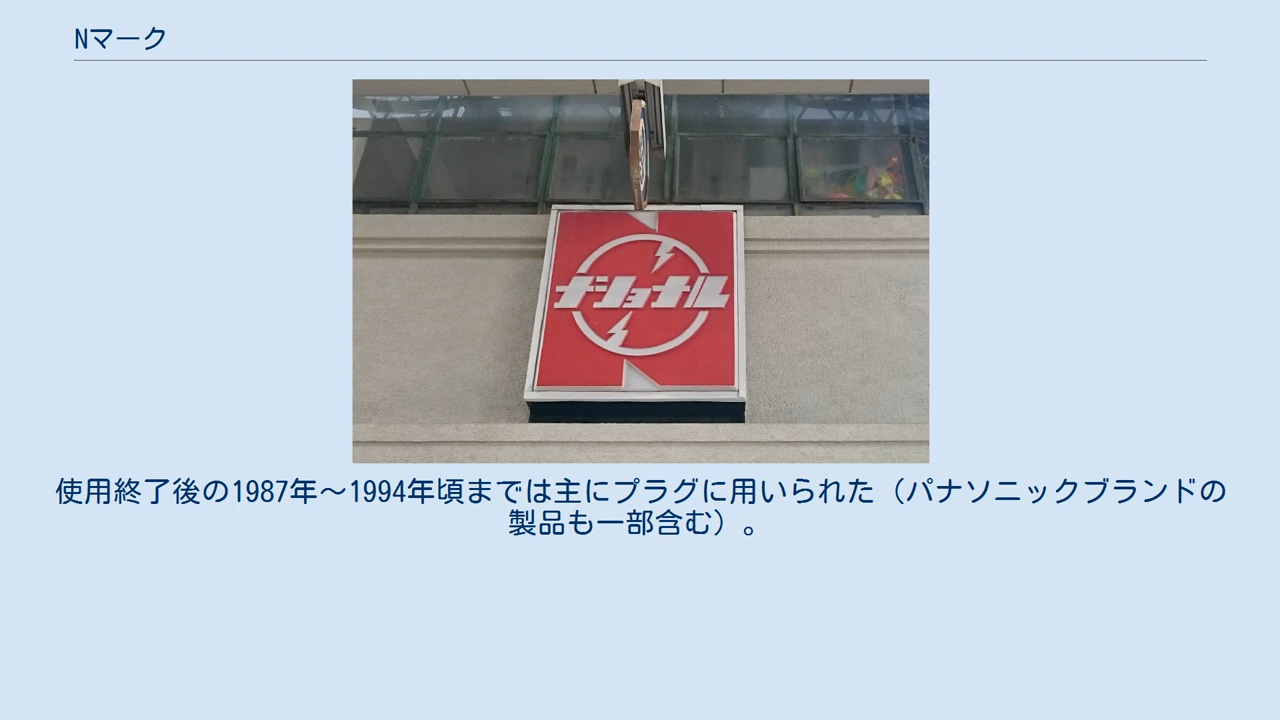 Nマーク
ナショナル
使用終了後の1987年～1994年頃までは主にプラグに用いられた（パナソニックブランドの
製品も一部含む）。